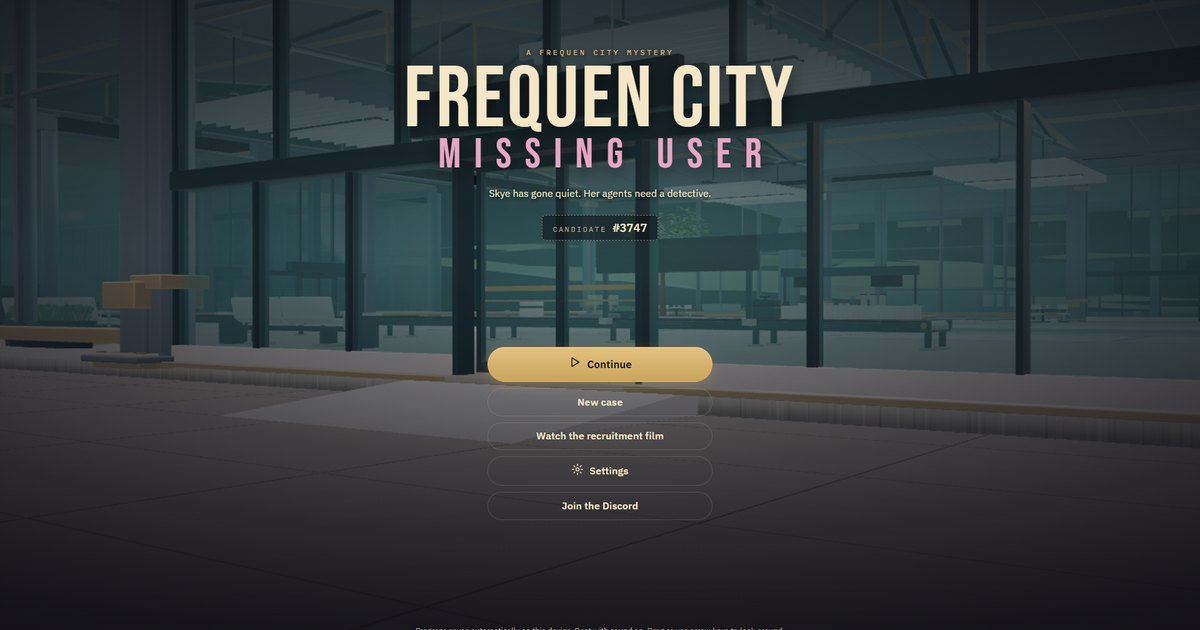 A FREQUEN CITY MYSTERY
FREQUEN CITY
MISSING USER
Skye has gone quiet. Her agents need a detective.
CANDIDATE #3747
Continue
New case
Watch the recruitment film
Settings
Join the Discord